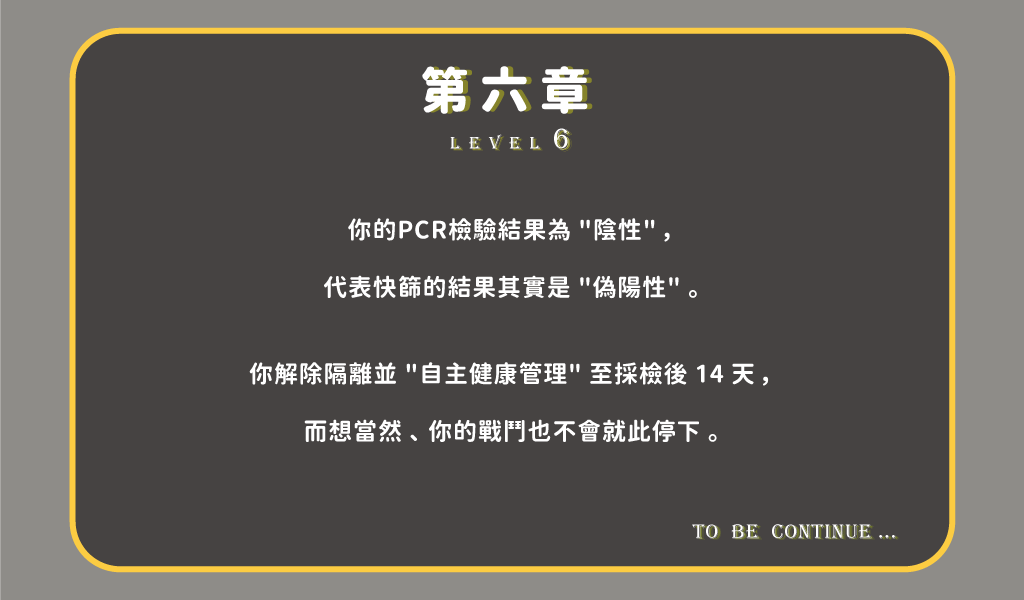 第六章
LEVEL 6
你的PCR檢驗結果為 "陰性" ,
代表快篩的結果其實是 "偽陽性" 。
你解除隔離並 "自主健康管理" 至採檢後 14 天 ,
而想當然、你的戰鬥也不會就此停下 。
TO BE CONTINUE ...